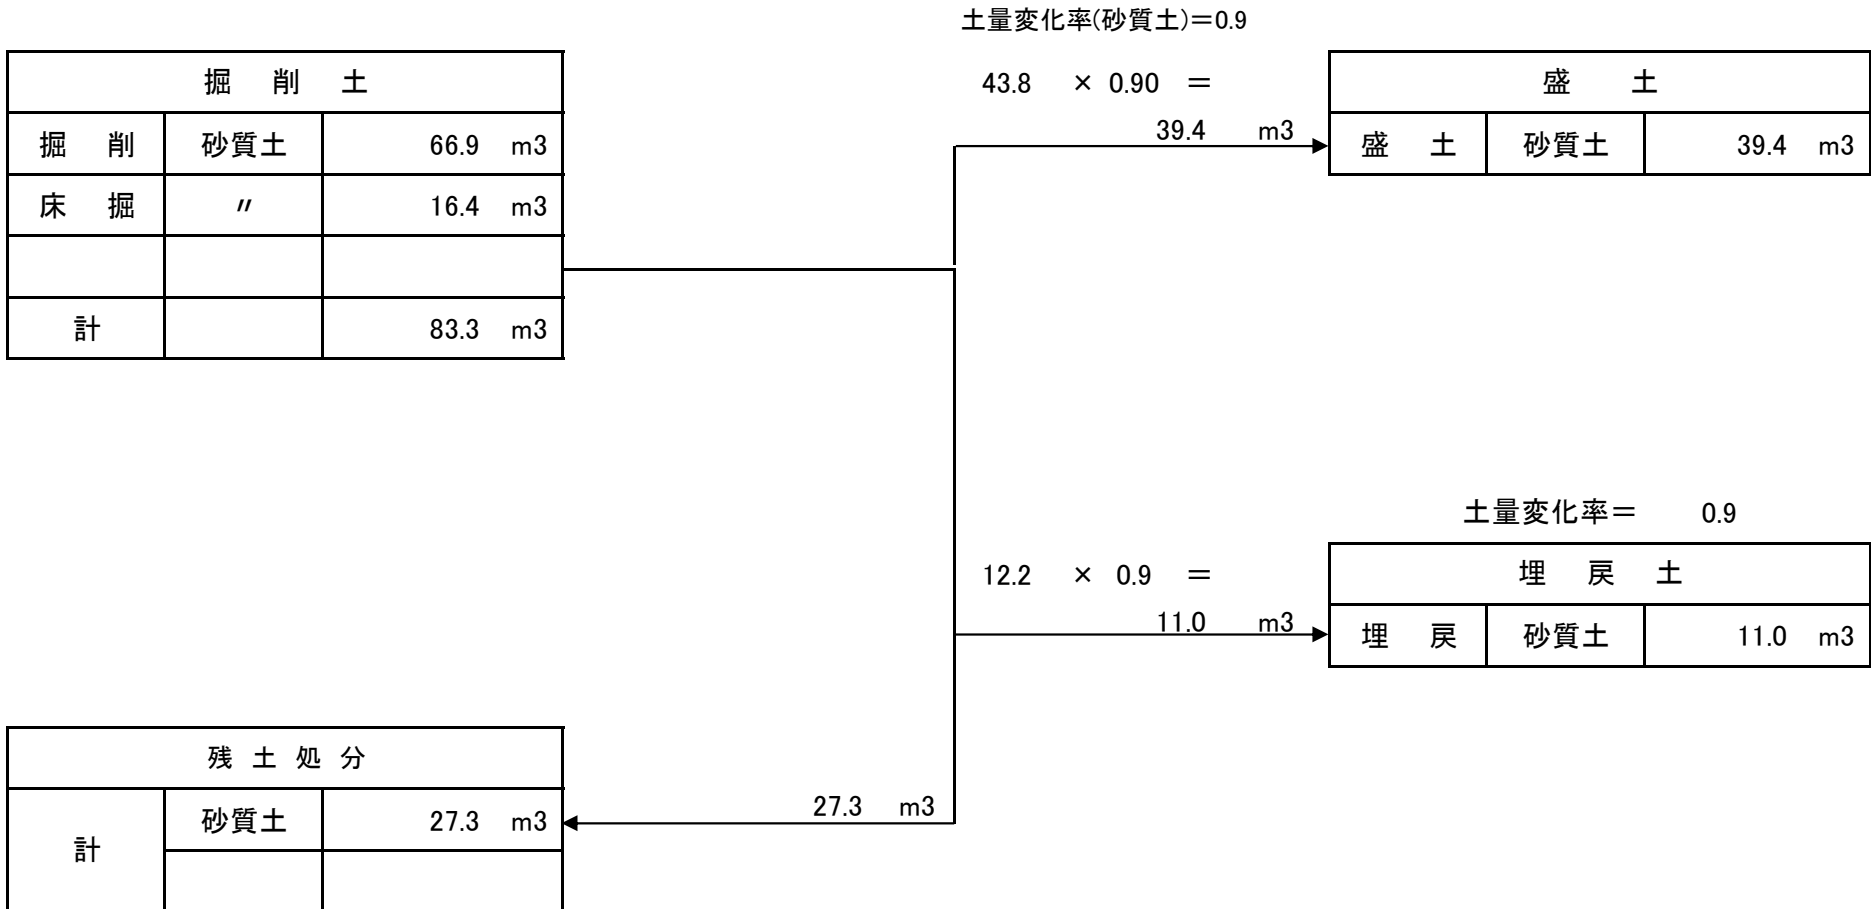 土量変化率(砂質土)＝0.9
掘 削 土
43.8 × 0.90 ＝
盛 土
掘 削 砂質土 66.9 m3
39.4 m3
盛 土 砂質土 39.4 m3
床 掘 〃 16.4 m3
計 83.3 m3
土量変化率＝ 0.9
12.2 × 0.9 ＝
埋 戻 土
11.0 m3
埋 戻 砂質土 11.0 m3
残 土 処 分
27.3 m3
砂質土 27.3 m3
計